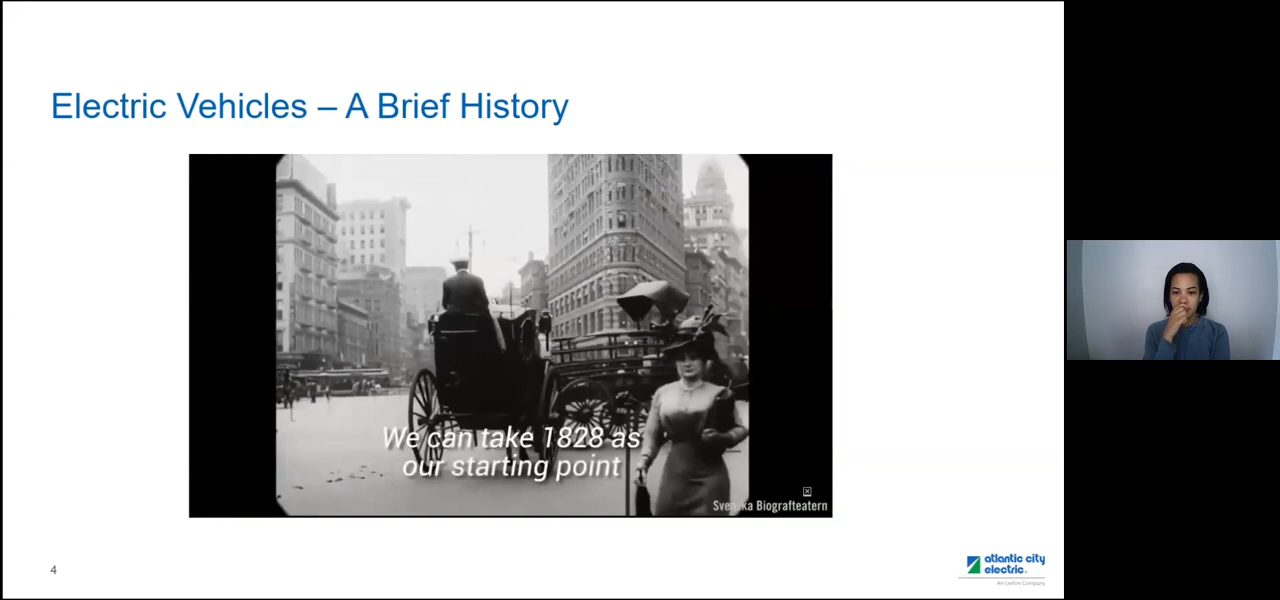 Electric Vehicles – A Brief History
We can take 1828 as
our starting point
Svenska Biografteatern
4
atlantic city
electric.
An Exelon Company